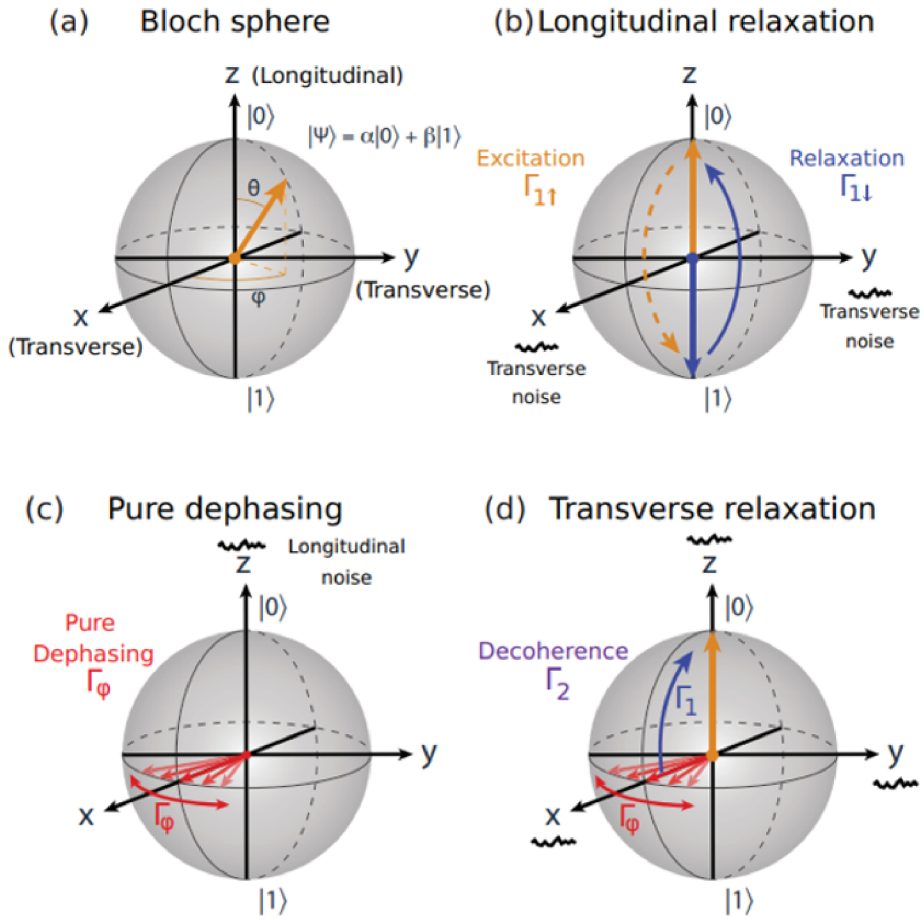 (a) Bloch sphere
z (Longitudinal)
|0⟩
|Ψ⟩ = α|0⟩ + β|1⟩
θ
y
(Transverse)
φ
x
(Transverse)
|1⟩
(b) Longitudinal relaxation
z
|0⟩
Excitation
Γ1↑
Relaxation
Γ1↓
y
Transverse
noise
x
Transverse
noise
|1⟩
(c) Pure dephasing
Longitudinal
noise
z
|0⟩
Pure
Dephasing
Γφ
y
x
Γφ
|1⟩
(d) Transverse relaxation
z
|0⟩
Decoherence
Γ2
Γ1
y
x
Γφ
|1⟩